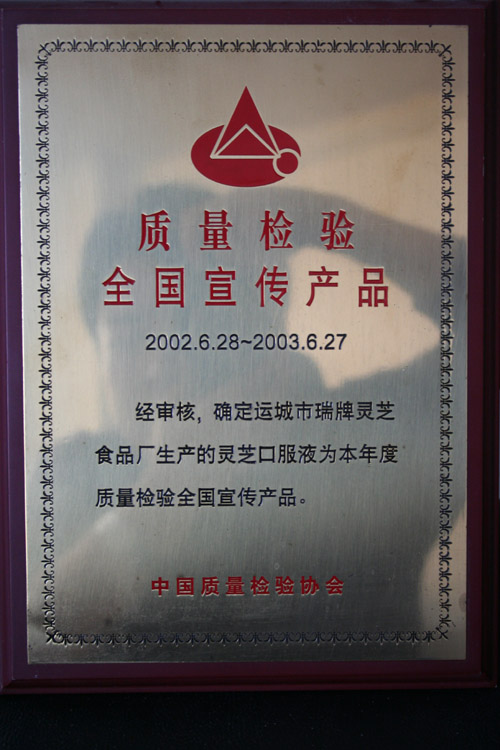 质量检验
全国宣传产品
2002.6.28~2003.6.27
经审核，确定运城市瑞牌灵芝
食品厂生产的灵芝口服液为本年度
质量检验全国宣传产品。
中国质量检验协会